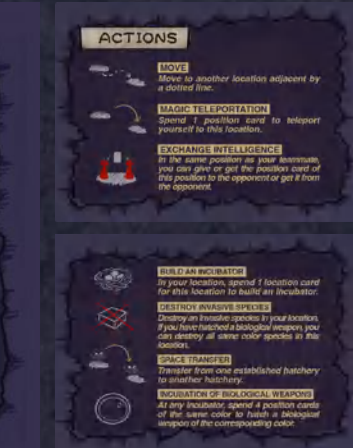 ACTIONS
MOVE
Move to another location adjacent by
a dotted line.
MAGIC TELEPORTATION
Spend 1 position card to teleport
yourself to this location.
EXCHANGE INTELLIGENCE
In the same position as your teammate,
you can give or get the position card of
this position to the opponent or get it from
the opponent.
BUILD AN INCUBATOR
In your location, spend 1 location card
for this location to build an incubator.
DESTROY INVASIVE SPECIES
Destroy an Invasive species in your location.
If you have hatched a biological weapon, you
can destroy all same color species in this
location.
SPACE TRANSFER
Transfer from one established hatchery
to another hatchery.
INCUBATION OF BIOLOGICAL WEAPONS
At any incubator, spend 4 position cards
of the same color to hatch a biological
weapon of the corresponding color.